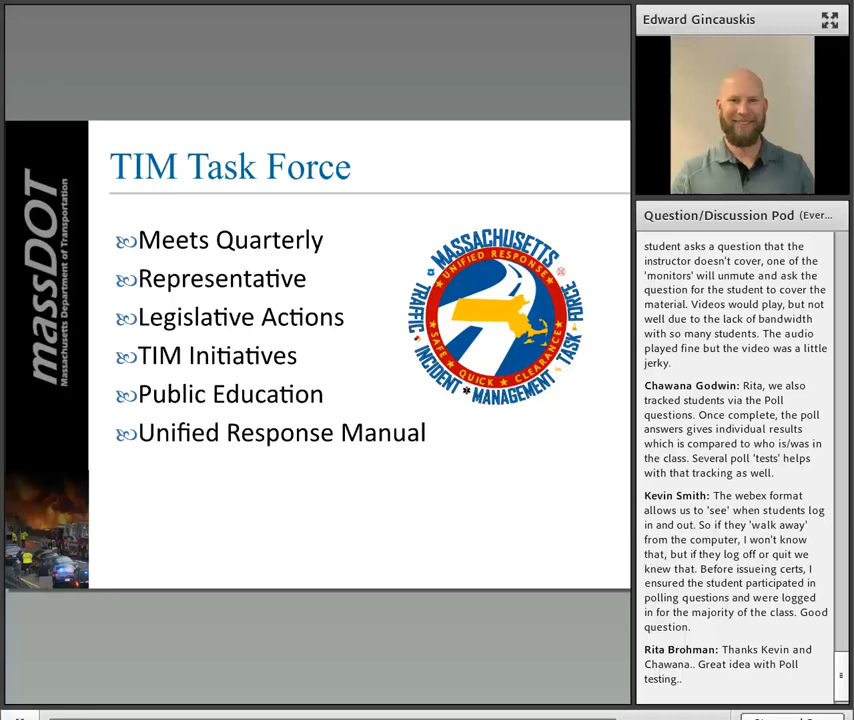 massDOT
Massachusetts Department of Transportation
TIM Task Force
Meets Quarterly
Representative
Legislative Actions
TIM Initiatives
Public Education
Unified Response Manual
MASSACHUSETTS
TRAFFIC INCIDENT MANAGEMENT TASK FORCE
UNIFIED RESPONSE
SAFE QUICK CLEARANCE
Edward Gincauskis
Question/Discussion Pod (Ever...
student asks a question that the
instructor doesn't cover, one of the
'monitors' will unmute and ask the
question for the student to cover the
material. Videos would play, but not
well due to the lack of bandwidth
with so many students. The audio
played fine but the video was a little
jerky.
Chawana Godwin: Rita, we also
tracked students via the Poll
questions. Once complete, the poll
answers gives individual results
which is compared to who is/was in
the class. Several poll 'tests' helps
with that tracking as well.
Kevin Smith: The webex format
allows us to 'see' when students log
in and out. So if they 'walk away'
from the computer, I won't know
that, but if they log off or quit we
knew that. Before issueing certs, I
ensured the student participated in
polling questions and were logged
in for the majority of the class. Good
question.
Rita Brohman: Thanks Kevin and
Chawana.. Great idea with Poll
testing..